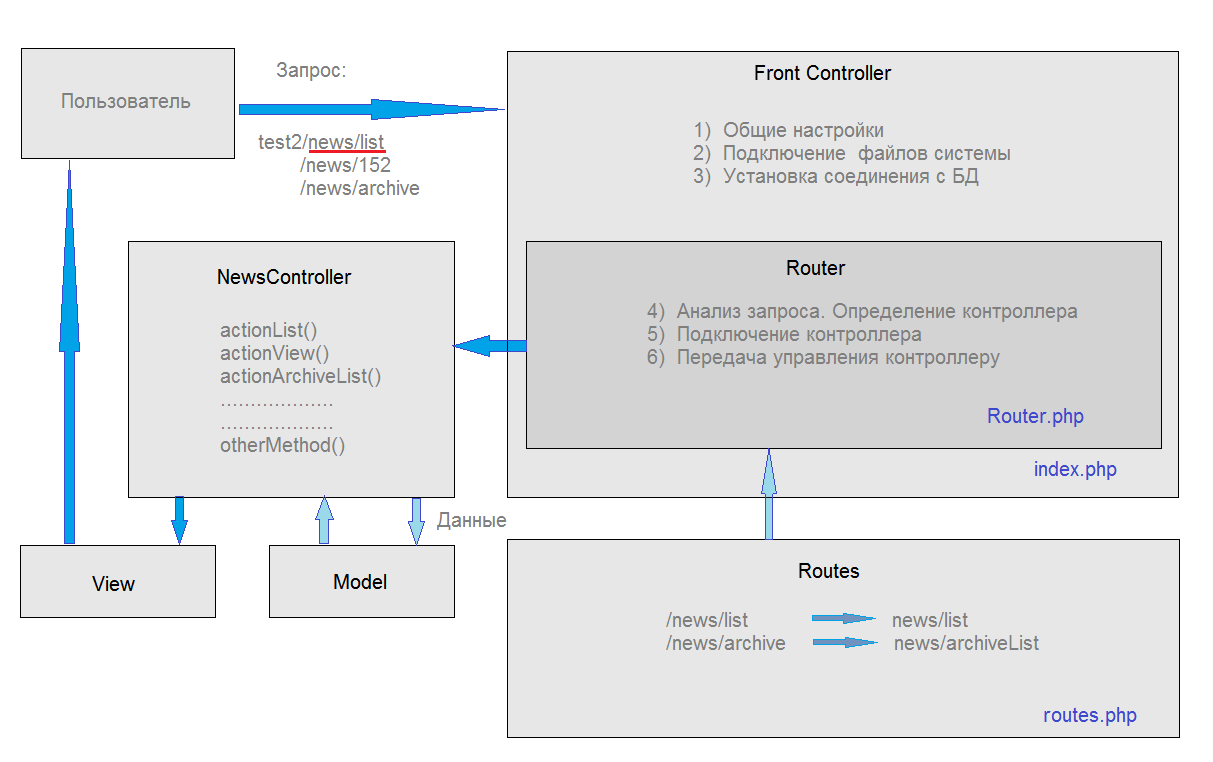 Пользователь
Запрос:
test2/news/list
/news/152
/news/archive
Front Controller
1) Общие настройки
2) Подключение файлов системы
3) Установка соединения с БД
Router
4) Анализ запроса. Определение контроллера
5) Подключение контроллера
6) Передача управления контроллеру
Router.php
index.php
NewsController
actionList()
actionView()
actionArchiveList()
...................
...................
otherMethod()
Данные
View
Model
Routes
/news/list news/list
/news/archive news/archiveList
routes.php